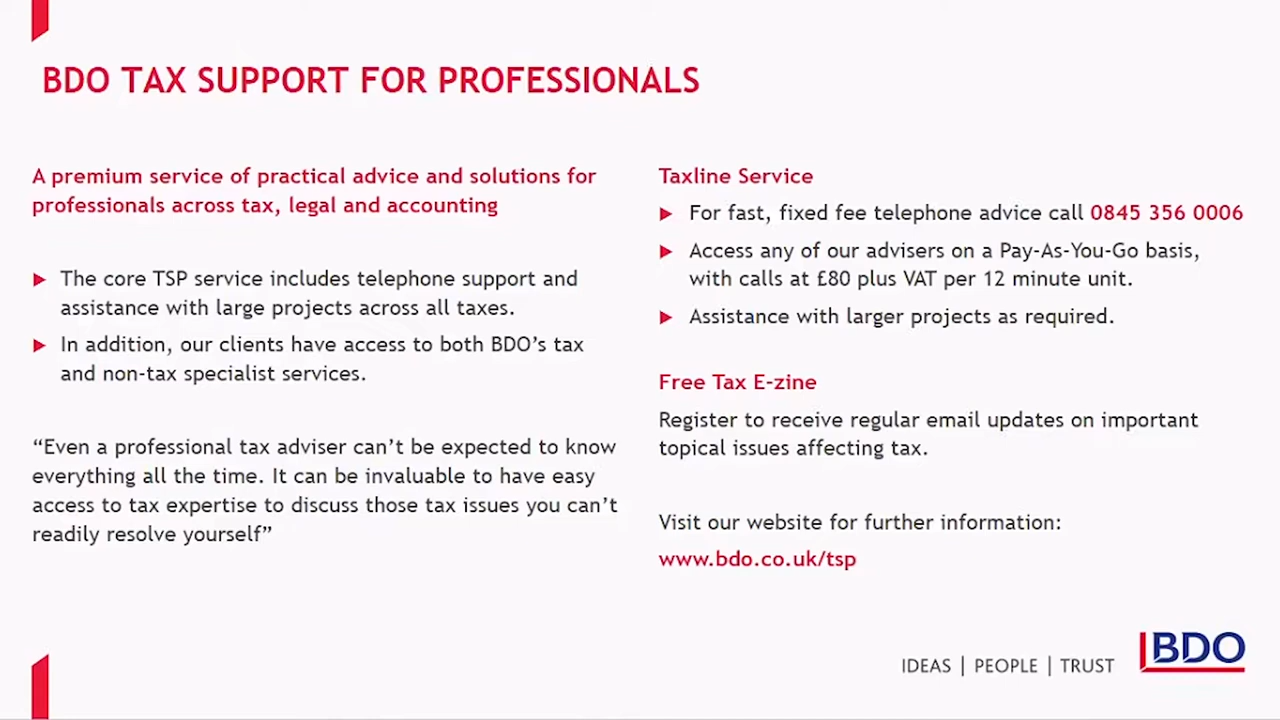 BDO TAX SUPPORT FOR PROFESSIONALS
A premium service of practical advice and solutions for
professionals across tax, legal and accounting
The core TSP service includes telephone support and
assistance with large projects across all taxes.
In addition, our clients have access to both BDO’s tax
and non-tax specialist services.
“Even a professional tax adviser can’t be expected to know
everything all the time. It can be invaluable to have easy
access to tax expertise to discuss those tax issues you can’t
readily resolve yourself”
Taxline Service
For fast, fixed fee telephone advice call 0845 356 0006
Access any of our advisers on a Pay-As-You-Go basis,
with calls at £80 plus VAT per 12 minute unit.
Assistance with larger projects as required.
Free Tax E-zine
Register to receive regular email updates on important
topical issues affecting tax.
Visit our website for further information:
www.bdo.co.uk/tsp
IDEAS | PEOPLE | TRUST
BDO